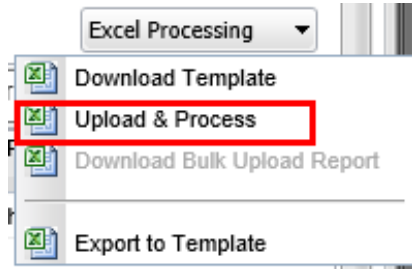 Excel Processing
Download Template
Upload & Process
Download Bulk Upload Report
Export to Template